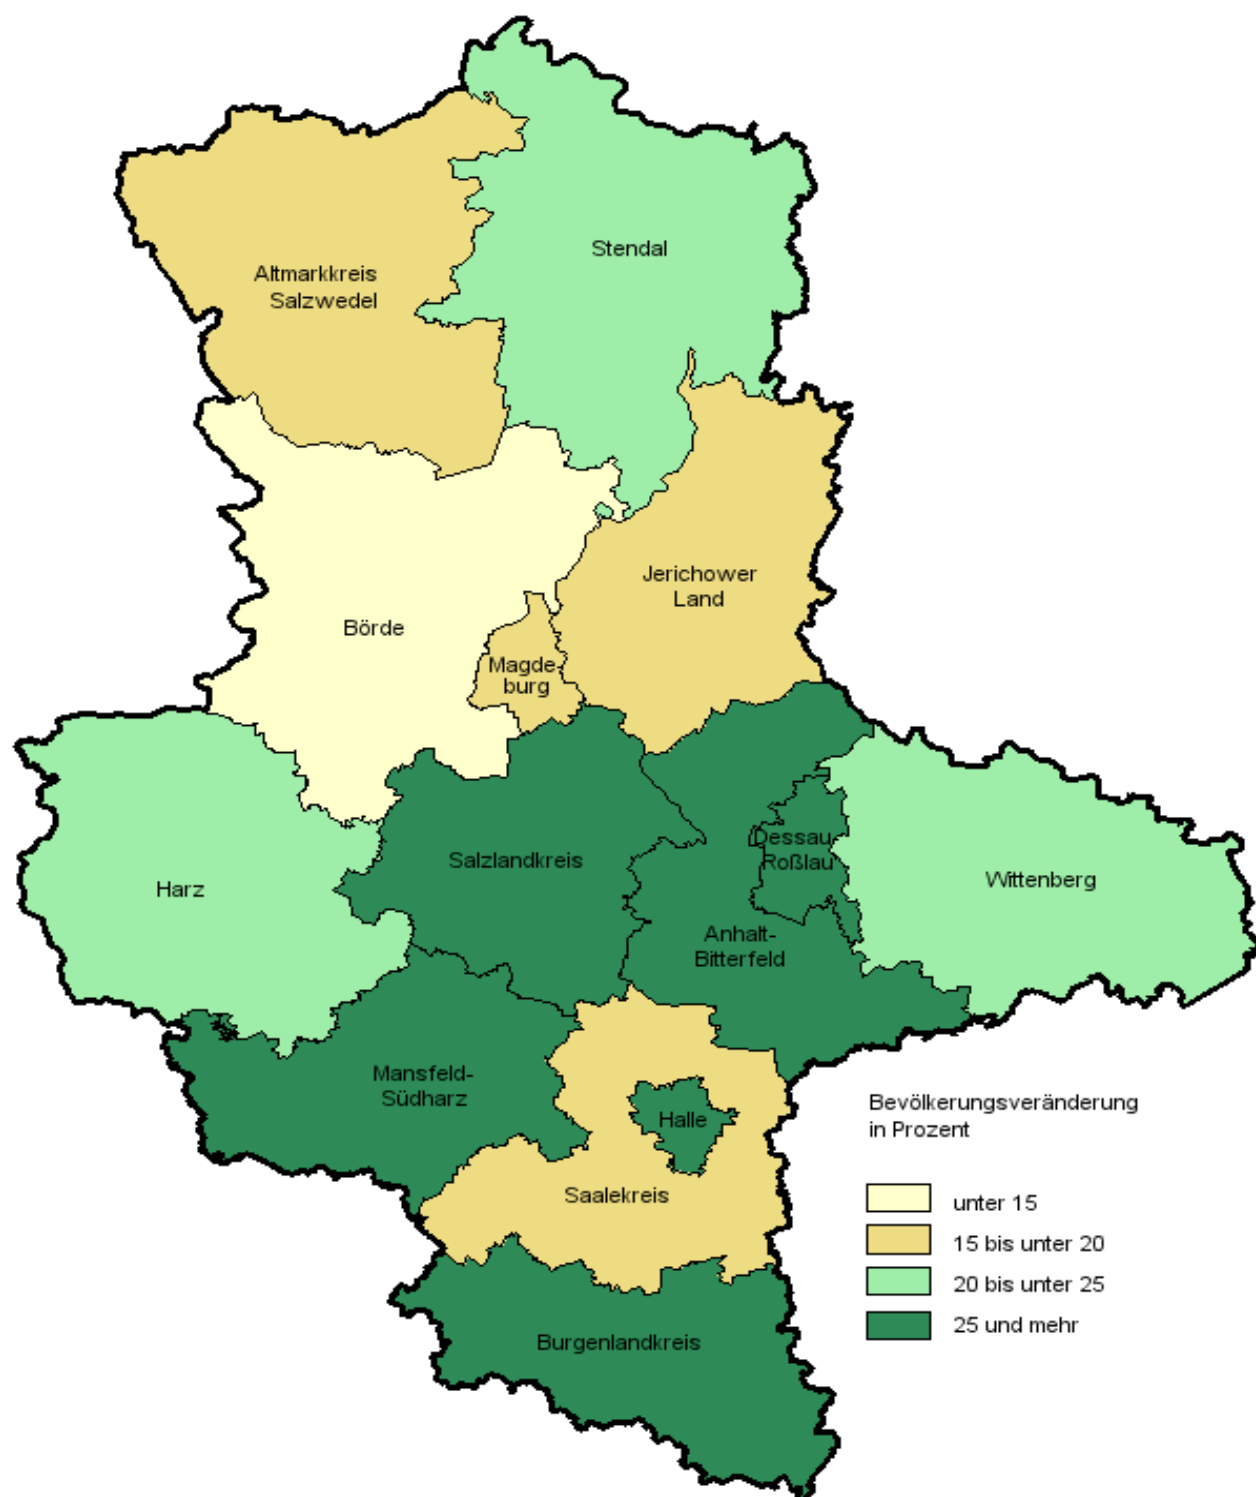 Stendal
Altmarkkreis
Salzwedel
Jerichower
Land
Börde
Magde-
burg
Dessau-
Roßlau
Salzlandkreis
Wittenberg
Harz
Anhalt-
Bitterfeld
Mansfeld-
Südharz
Halle
Saalekreis
Burgenlandkreis
Bevölkerungsveränderung
in Prozent
unter 15
15 bis unter 20
20 bis unter 25
25 und mehr